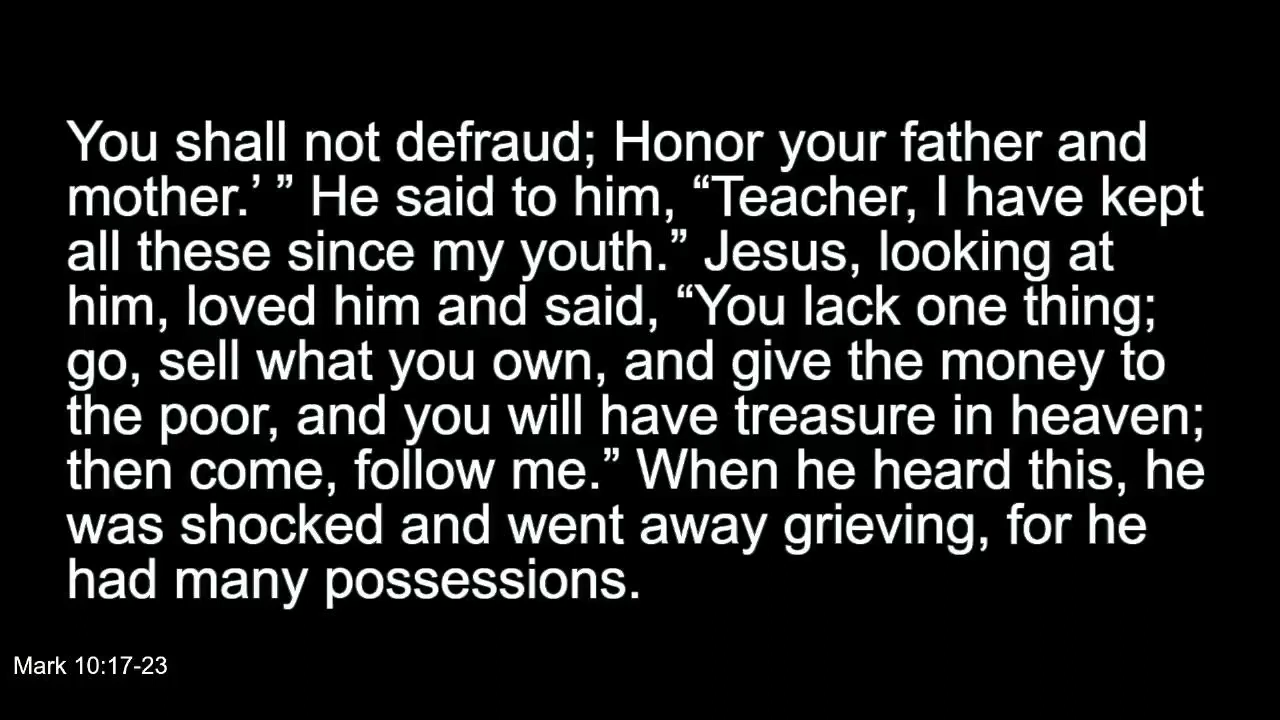 You shall not defraud; Honor your father and
mother.’ ” He said to him, “Teacher, I have kept
all these since my youth.” Jesus, looking at
him, loved him and said, “You lack one thing;
go, sell what you own, and give the money to
the poor, and you will have treasure in heaven;
then come, follow me.” When he heard this, he
was shocked and went away grieving, for he
had many possessions.
Mark 10:17-23